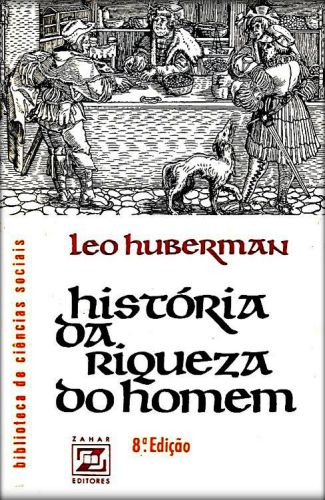 Leo Huberman
história
da
riqueza
do homem
8ª Edição
ZAHAR
EDITORES
biblioteca de ciências sociais